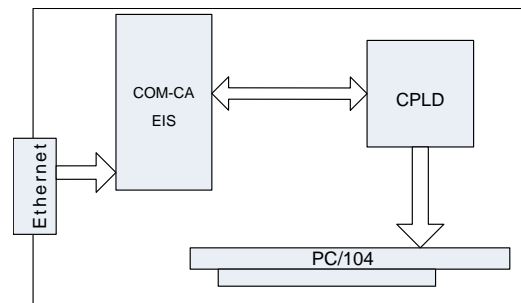 COM-CA
EIS
CPLD
Ethernet
PC/104